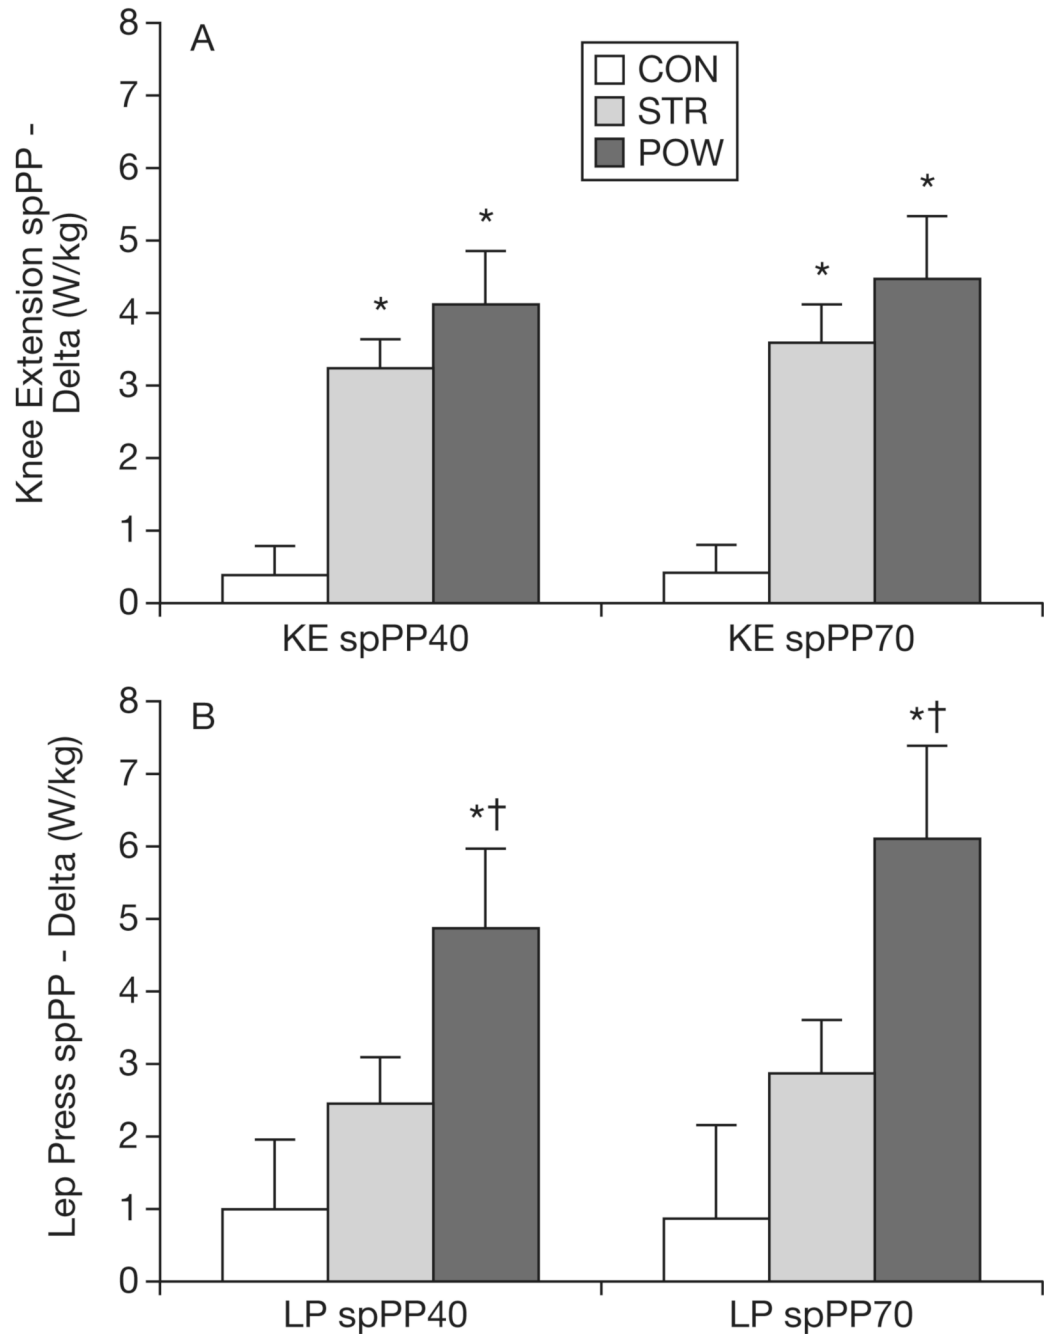 8
A
CON
7
STR
POW
6
*
*
5
*
*
4
3
2
1
0
Knee Extension spPP -
Delta (W/kg)
KE spPP40
KE spPP70
8
B
*†
7
*†
6
5
4
3
2
1
0
Lep Press spPP - Delta (W/kg)
LP spPP40
LP spPP70